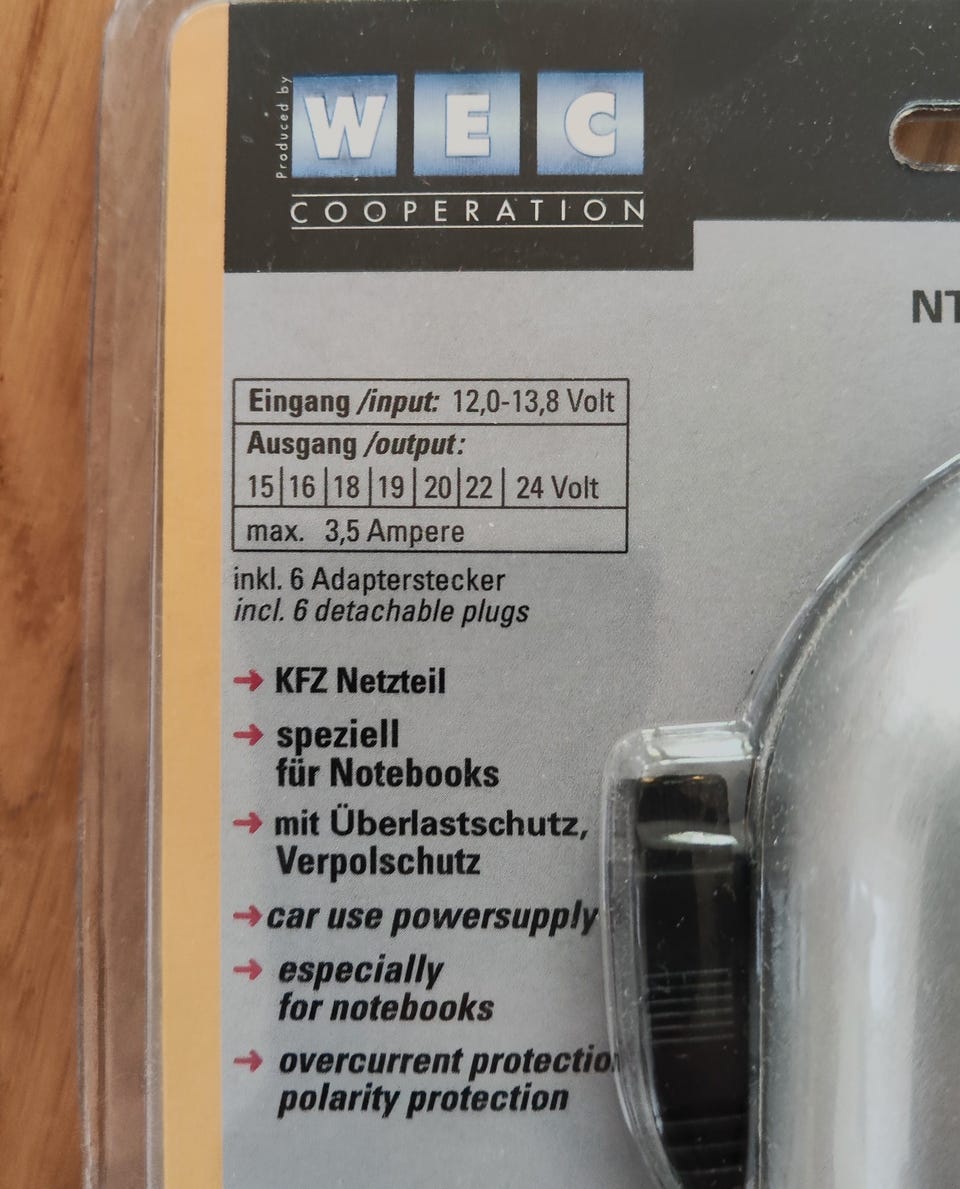 Produced by
WEC
COOPERATION
NT
Eingang /input: 12,0-13,8 Volt
Ausgang /output:
15|16|18|19|20|22|24 Volt
max. 3,5 Ampere
inkl. 6 Adapterstecker
incl. 6 detachable plugs
→ KFZ Netzteil
→ speziell
für Notebooks
→ mit Überlastschutz,
Verpolschutz
→ car use powersupply
→ especially
for notebooks
→ overcurrent protection
polarity protection